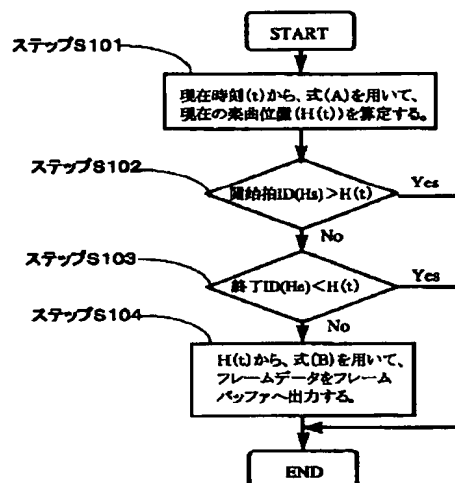 START
ステップS101
現在時刻(t)から、式(A)を用いて、
現在の楽曲位置(H(t))を算定する。
ステップS102
開始拍ID(Hs)>H(t)
Yes
No
ステップS103
終了ID(He)<H(t)
Yes
No
ステップS104
H(t)から、式(B)を用いて、
フレームデータをフレーム
バッファへ出力する。
END